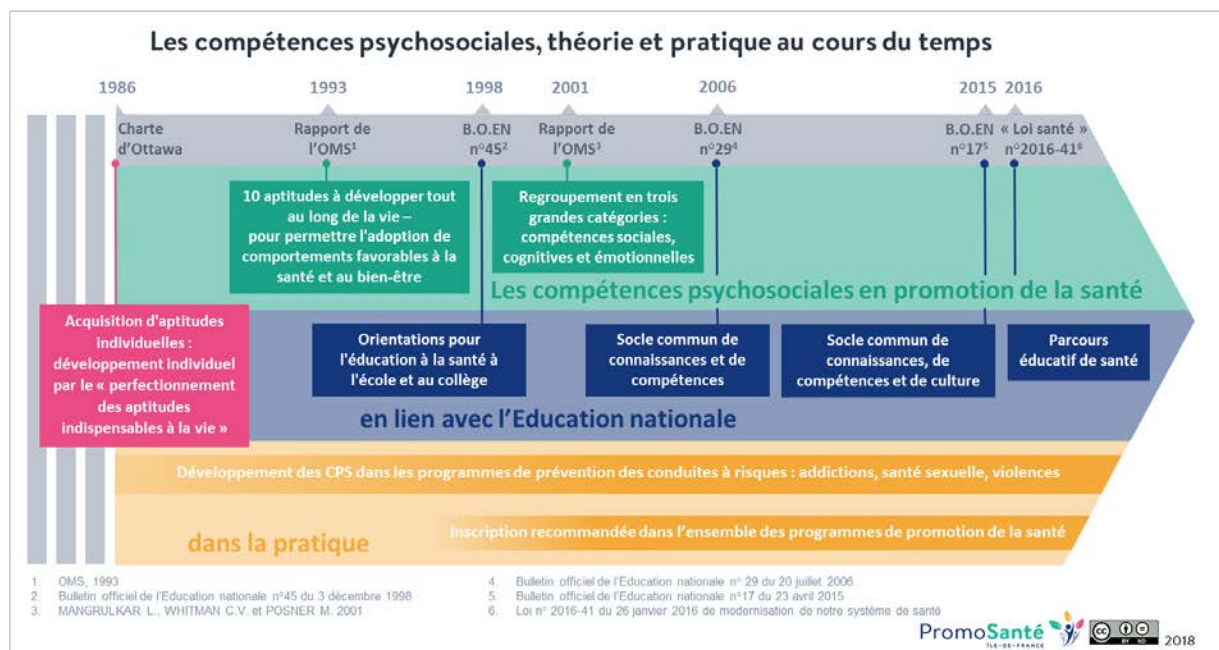 Les compétences psychosociales, théorie et pratique au cours du temps
1986
1993
1998
2001
2006
2015
2016
Charte
d'Ottawa
Rapport de
l'OMS¹
B.O.EN
n°45²
Rapport de
l'OMS³
B.O.EN
n°29⁴
B.O.EN
n°17⁵
« Loi santé »
n°2016-41⁶
10 aptitudes à développer tout
au long de la vie –
pour permettre l'adoption de
comportements favorables à la
santé et au bien-être
Regroupement en trois
grandes catégories :
compétences sociales,
cognitives et émotionnelles
Les compétences psychosociales en promotion de la santé
Acquisition d'aptitudes
individuelles :
développement individuel
par le « perfectionnement
des aptitudes
indispensables à la vie »
Orientations pour
l'éducation à la santé à
l'école et au collège
Socle commun de
connaissances et de
compétences
Socle commun de
connaissances, de
compétences et de culture
Parcours
éducatif de santé
en lien avec l'Education nationale
Développement des CPS dans les programmes de prévention des conduites à risques : addictions, santé sexuelle, violences
Inscription recommandée dans l'ensemble des programmes de promotion de la santé
dans la pratique
1. OMS, 1993
2. Bulletin officiel de l'Education nationale n°45 du 3 décembre 1998
3. MANGRULKAR L., WHITMAN C.V. et POSNER M. 2001
4. Bulletin officiel de l'Education nationale n° 29 du 20 juillet 2006
5. Bulletin officiel de l'Education nationale n°17 du 23 avril 2015
6. Loi n° 2016-41 du 26 janvier 2016 de modernisation de notre système de santé
PromoSanté
ÎLE-DE-FRANCE
cc
BY ND
2018